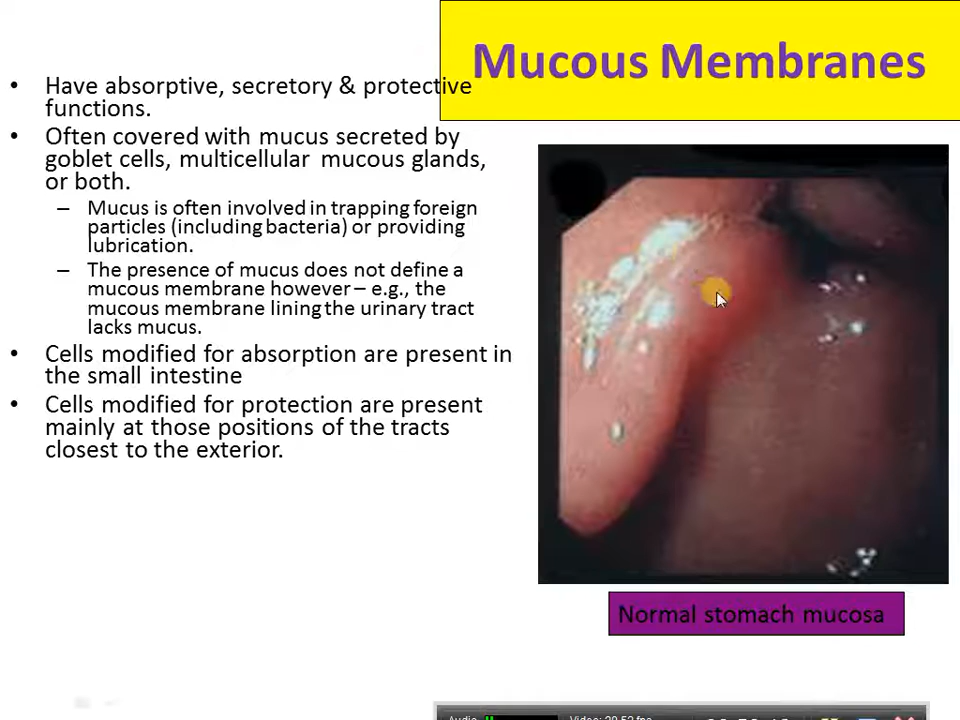 Mucous Membranes
• Have absorptive, secretory & protective
functions.
• Often covered with mucus secreted by
goblet cells, multicellular mucous glands,
or both.
– Mucus is often involved in trapping foreign
particles (including bacteria) or providing
lubrication.
– The presence of mucus does not define a
mucous membrane however – e.g., the
mucous membrane lining the urinary tract
lacks mucus.
• Cells modified for absorption are present in
the small intestine
• Cells modified for protection are present
mainly at those positions of the tracts
closest to the exterior.
Normal stomach mucosa